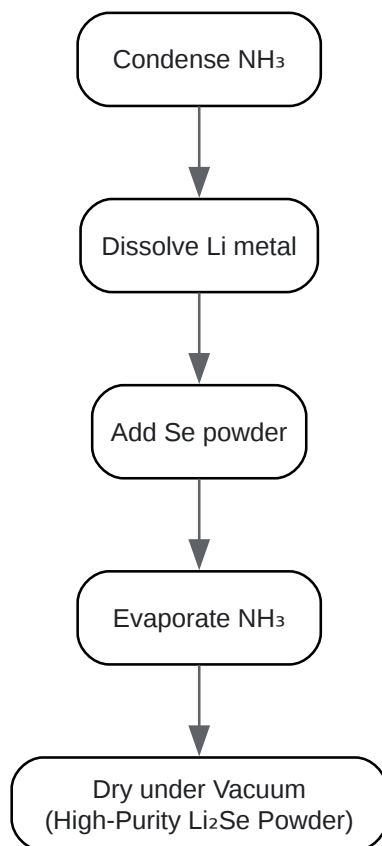 Condense NH₃
Dissolve Li metal
Add Se powder
Evaporate NH₃
Dry under Vacuum
(High-Purity Li₂Se Powder)